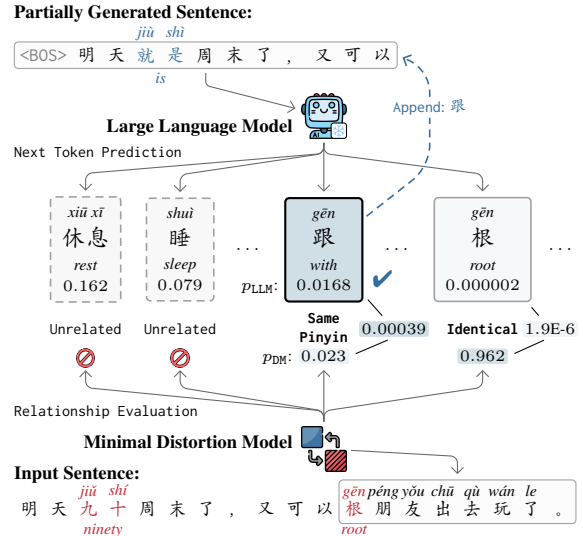 Partially Generated Sentence:
jiù shì
<BOS> 明 天 就 是 周 末 了 , 又 可 以
is
Append: 跟
Large Language Model
AI
Next Token Prediction
xiū xī shuì gēn gēn
休息 睡 ... 跟 ... 根 ...
rest sleep with root
0.162 0.079 pLLM: 0.0168 ✔ 0.000002
Unrelated Unrelated Same Pinyin 0.00039 Identical 1.9E-6
pDM: 0.023 0.962
Relationship Evaluation
Minimal Distortion Model
Input Sentence:
jiǔ shí gēn péng yǒu chū qù wán le
明 天 九 十 周 末 了 , 又 可 以 根 朋 友 出 去 玩 了 。
ninety root